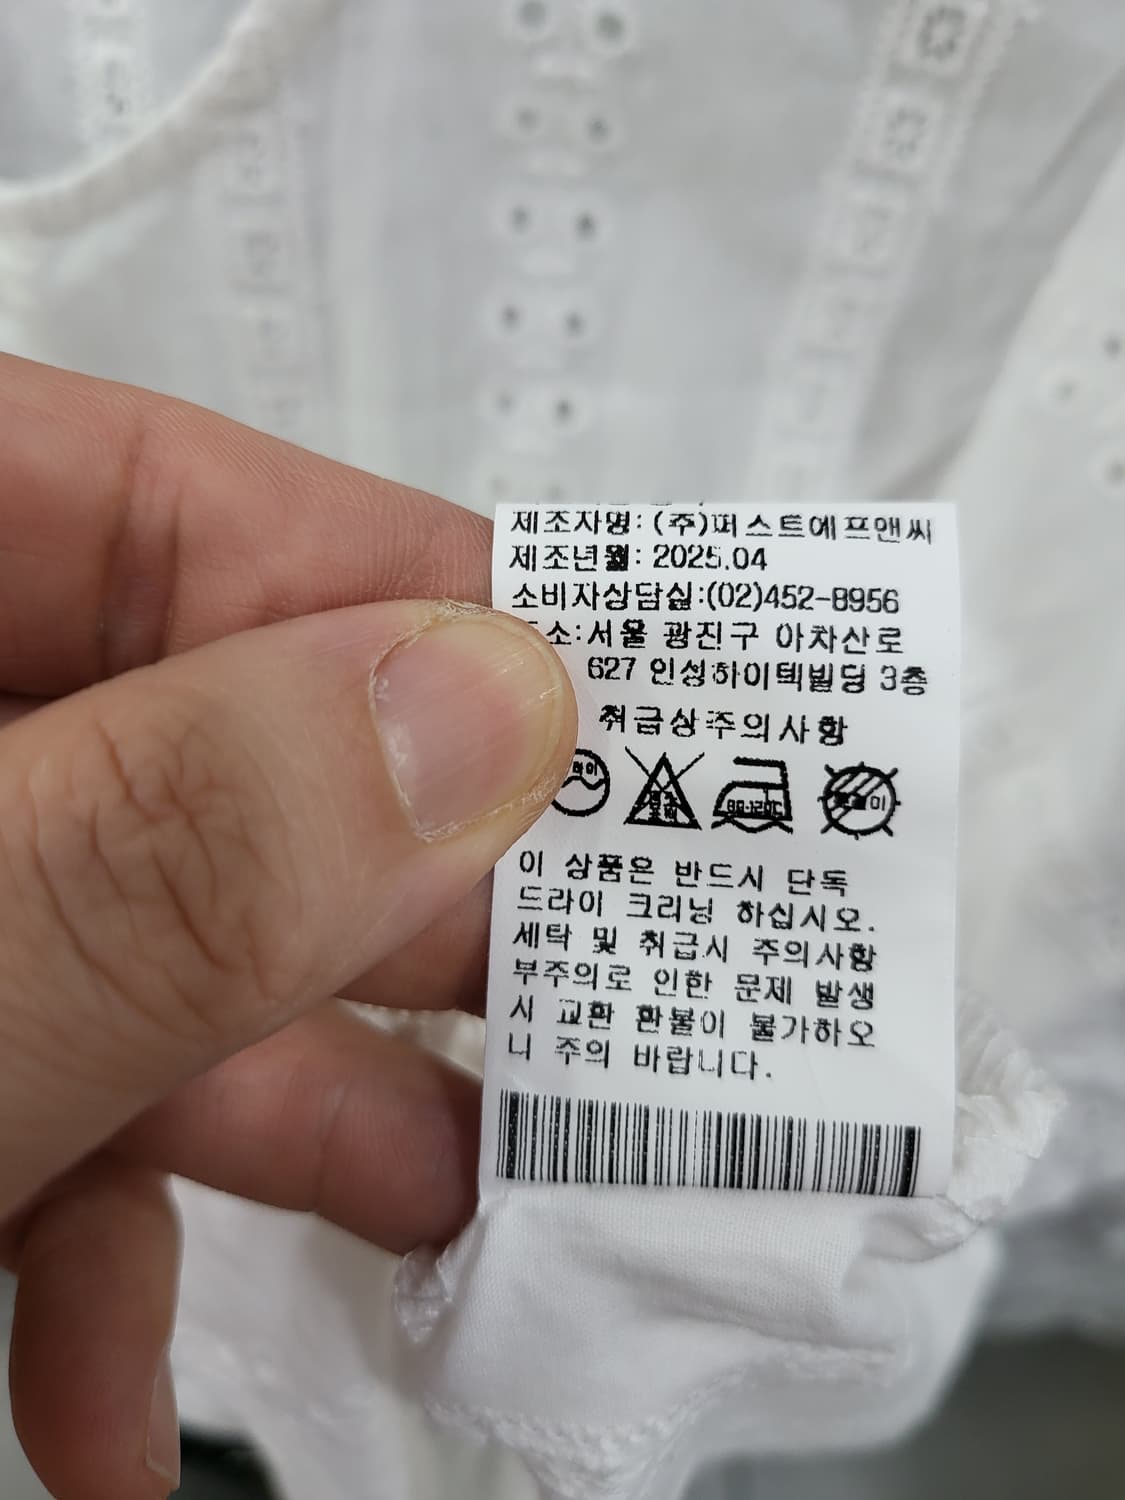 제조자명: (주)퍼스트에프앤씨
제조년월: 2025.04
소비자상담실:(02)452-8956
소:서울 광진구 아차산로
627 인성하이텍빌딩 3층
취급상주의사항
80-120℃
이 상품은 반드시 단독
드라이 크리닝 하십시오.
세탁 및 취급시 주의사항
부주의로 인한 문제 발생
시 교환 환불이 불가하오
니 주의 바랍니다.